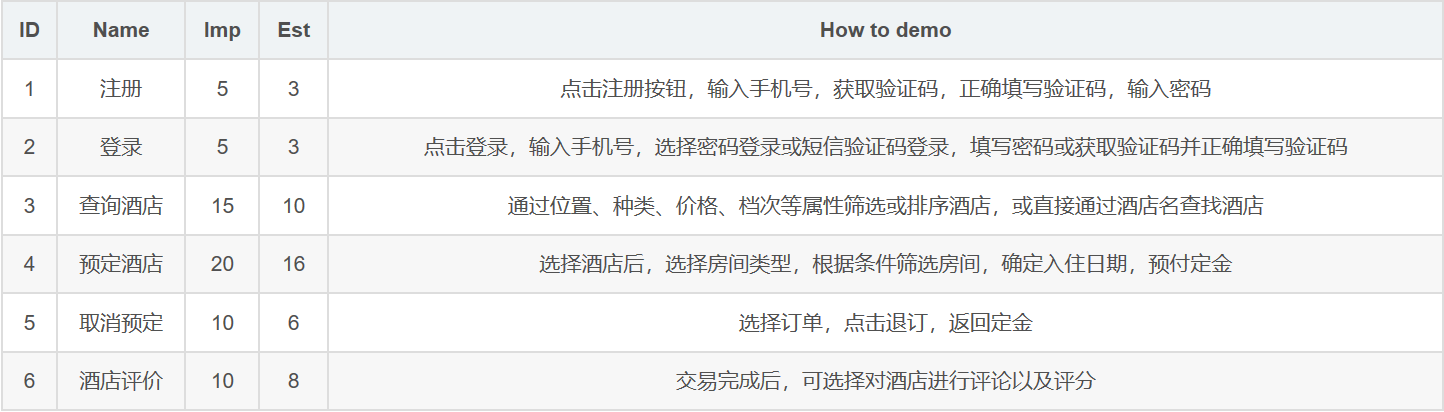 ID Name Imp Est How to demo
1 注册 5 3 点击注册按钮，输入手机号，获取验证码，正确填写验证码，输入密码
2 登录 5 3 点击登录，输入手机号，选择密码登录或短信验证码登录，填写密码或获取验证码并正确填写验证码
3 查询酒店 15 10 通过位置、种类、价格、档次等属性筛选或排序酒店，或直接通过酒店名查找酒店
4 预定酒店 20 16 选择酒店后，选择房间类型，根据条件筛选房间，确定入住日期，预付定金
5 取消预定 10 6 选择订单，点击退订，返回定金
6 酒店评价 10 8 交易完成后，可选择对酒店进行评论以及评分